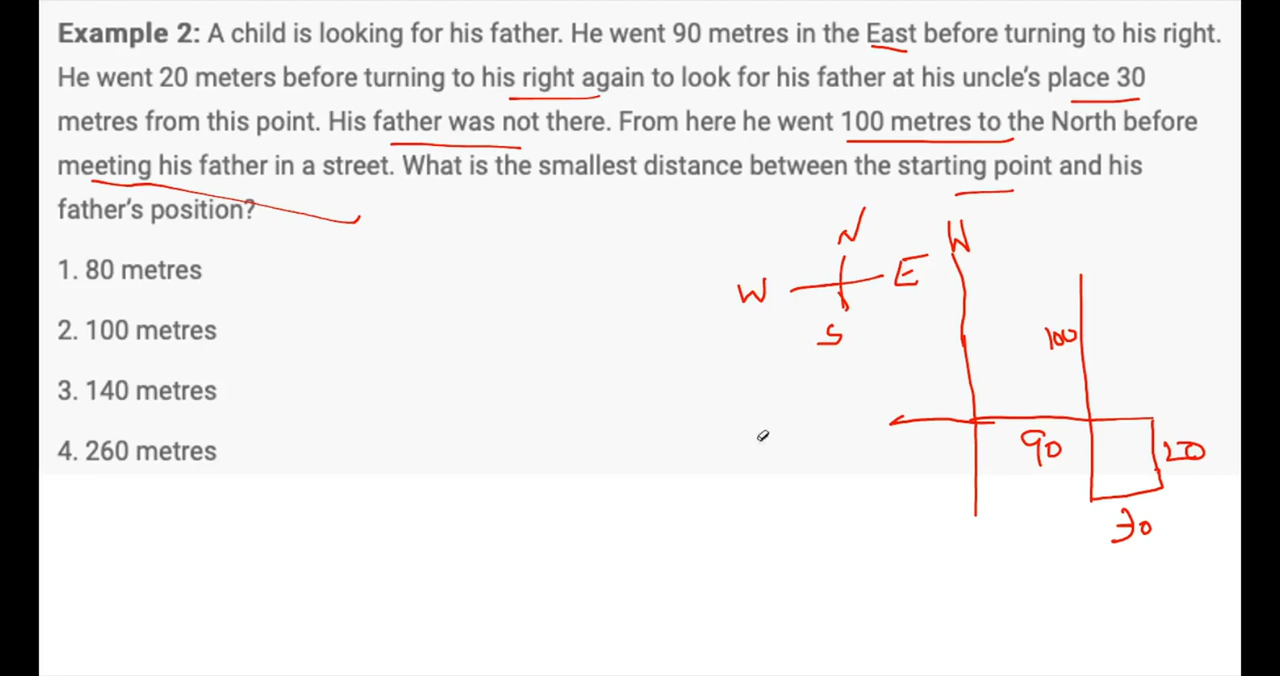 Example 2: A child is looking for his father. He went 90 metres in the East before turning to his right.
He went 20 meters before turning to his right again to look for his father at his uncle's place 30
metres from this point. His father was not there. From here he went 100 metres to the North before
meeting his father in a street. What is the smallest distance between the starting point and his
father's position?
1. 80 metres
2. 100 metres
3. 140 metres
4. 260 metres
N
W
E
S
100
90
20
30